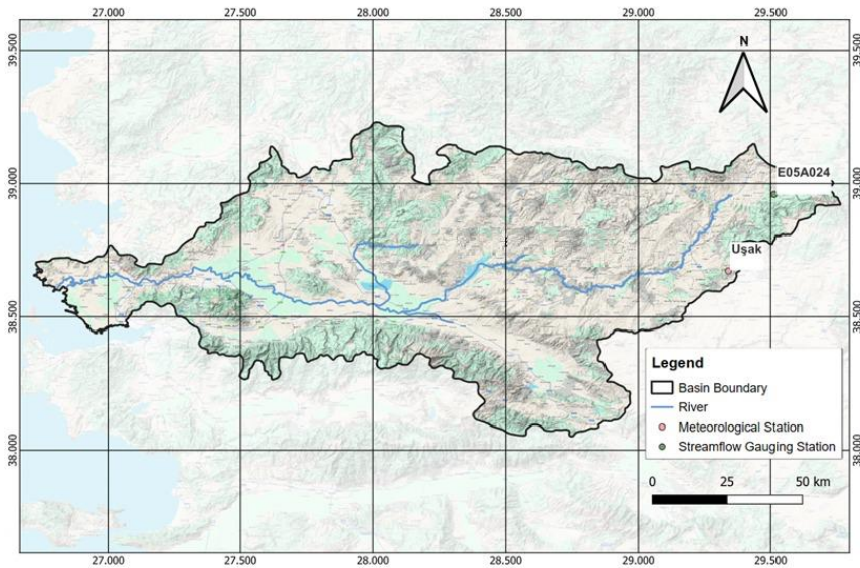 27.000 27.500 28.000 28.500 29.000 29.500
39.500 39.500
N
39.000 39.000
E05A024
Uşak
38.500 38.500
Legend
Basin Boundary
River
Meteorological Station
Streamflow Gauging Station
38.000 38.000
0 25 50 km
27.000 27.500 28.000 28.500 29.000 29.500